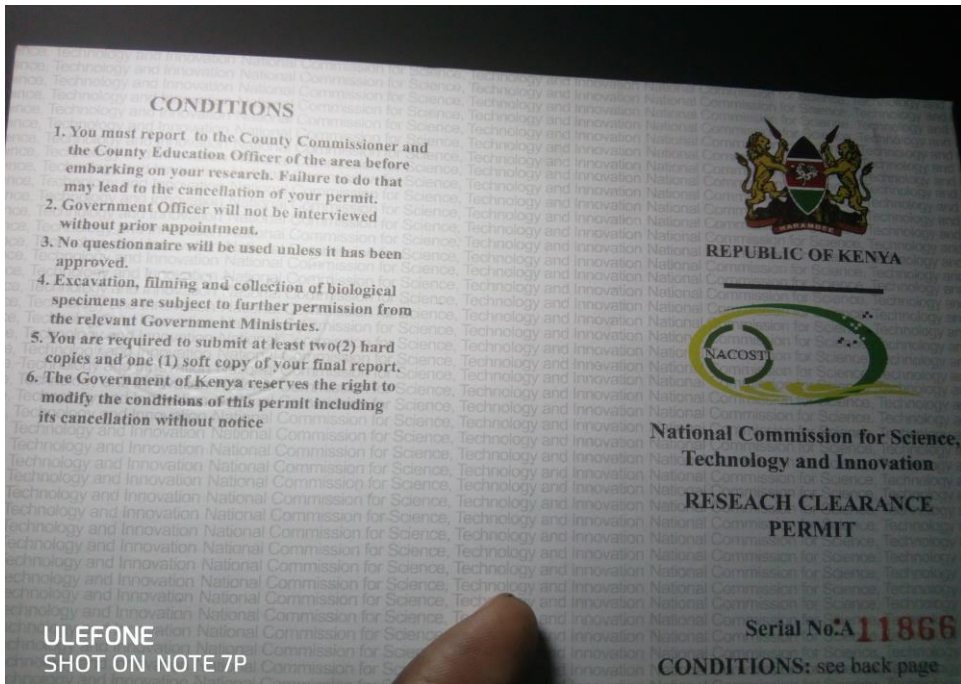 CONDITIONS
1. You must report to the County Commissioner and
the County Education Officer of the area before
embarking on your research. Failure to do that
may lead to the cancellation of your permit.
2. Government Officer will not be interviewed
without prior appointment.
3. No questionnaire will be used unless it has been
approved.
4. Excavation, filming and collection of biological
specimens are subject to further permission from
the relevant Government Ministries.
5. You are required to submit at least two(2) hard
copies and one (1) soft copy of your final report.
6. The Government of Kenya reserves the right to
modify the conditions of this permit including
its cancellation without notice
HARAMBEE
REPUBLIC OF KENYA
NACOSTI
National Commission for Science,
Technology and Innovation
RESEACH CLEARANCE
PERMIT
Serial No.A 11866
CONDITIONS: see back page
ULEFONE
SHOT ON NOTE 7P